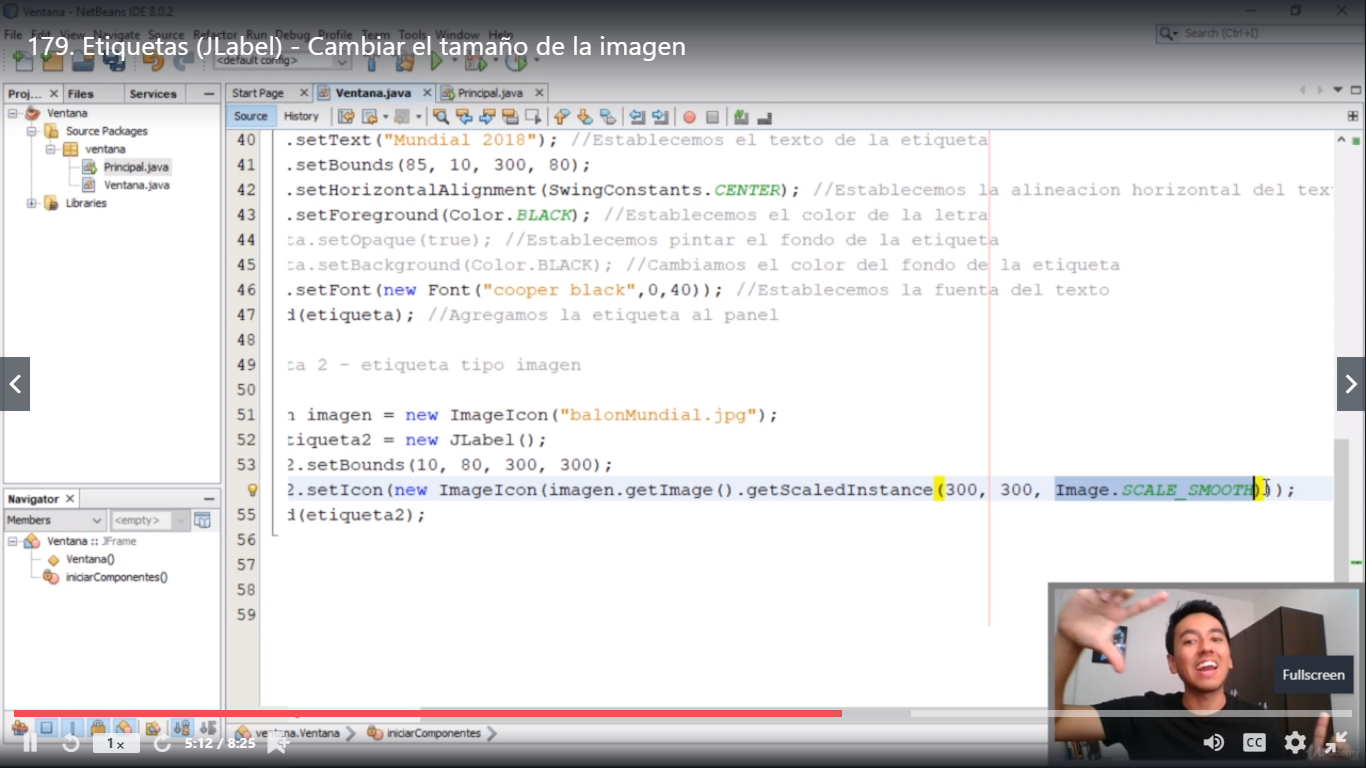 Ventana - NetBeans IDE 8.0.2
File Edit View Navigate Source Refactor Run Debug Profile Team Tools Window Help
Search (Ctrl+I)
179. Etiquetas (JLabel) - Cambiar el tamaño de la imagen
<default config>
Proj... Files Services
Start Page Ventana.java Principal.java
Source History
Ventana
Source Packages
ventana
Principal.java
Ventana.java
Libraries
40 .setText("Mundial 2018"); //Establecemos el texto de la etiqueta
41 .setBounds(85, 10, 300, 80);
42 .setHorizontalAlignment(SwingConstants.CENTER); //Establecemos la alineacion horizontal del tex
43 .setForeground(Color.BLACK); //Establecemos el color de la letra
44 ta.setOpaque(true); //Establecemos pintar el fondo de la etiqueta
45 ta.setBackground(Color.BLACK); //Cambiamos el color del fondo de la etiqueta
46 .setFont(new Font("cooper black",0,40)); //Establecemos la fuenta del texto
47 d(etiqueta); //Agregamos la etiqueta al panel
48
49 ta 2 - etiqueta tipo imagen
50
51 n imagen = new ImageIcon("balonMundial.jpg");
52 tiqueta2 = new JLabel();
53 2.setBounds(10, 80, 300, 300);
2.setIcon(new ImageIcon(imagen.getImage().getScaledInstance(300, 300, Image.SCALE_SMOOTH)));
55 d(etiqueta2);
56
57
58
59
Navigator
Members <empty>
Ventana :: JFrame
Ventana()
iniciarComponentes()
Fullscreen
ventana.Ventana iniciarComponentes
1x 5:12 / 8:25 CC